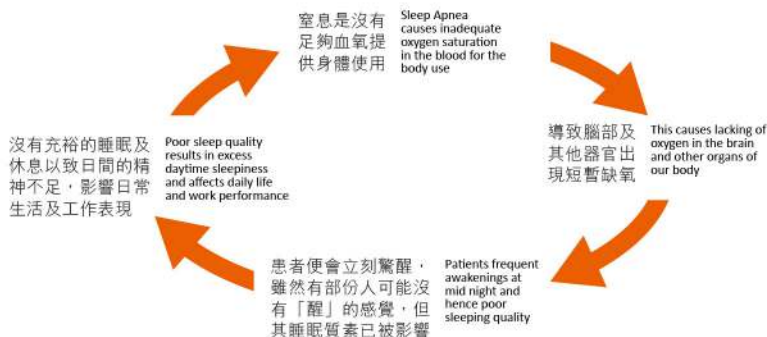 窒息是沒有
足夠血氧提
供身體使用
Sleep Apnea
causes inadequate
oxygen saturation
in the blood for the
body use
導致腦部及
其他器官出
現短暫缺氧
This causes lacking of
oxygen in the brain
and other organs of
our body
患者便會立刻驚醒，
雖然有部份人可能沒
有「醒」的感覺，但
其睡眠質素已被影響
Patients frequent
awakenings at
mid night and
hence poor
sleeping quality
沒有充裕的睡眠及
休息以致日間的精
神不足，影響日常
生活及工作表現
Poor sleep quality
results in excess
daytime sleepiness
and affects daily life
and work performance